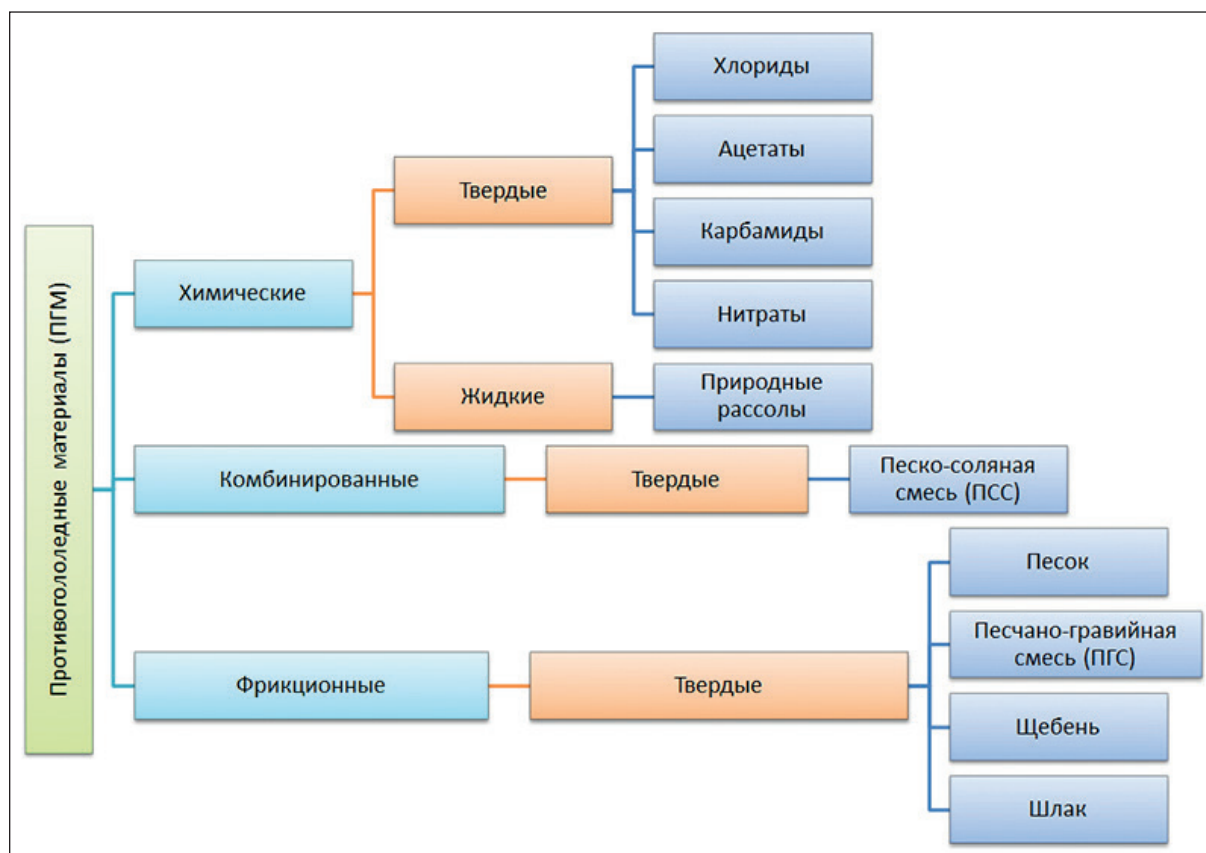 Противогололедные материалы (ПГМ)
Химические
Твердые
Хлориды
Ацетаты
Карбамиды
Нитраты
Жидкие
Природные
рассолы
Комбинированные
Твердые
Песко-соляная
смесь (ПСС)
Фрикционные
Твердые
Песок
Песчано-гравийная
смесь (ПГС)
Щебень
Шлак